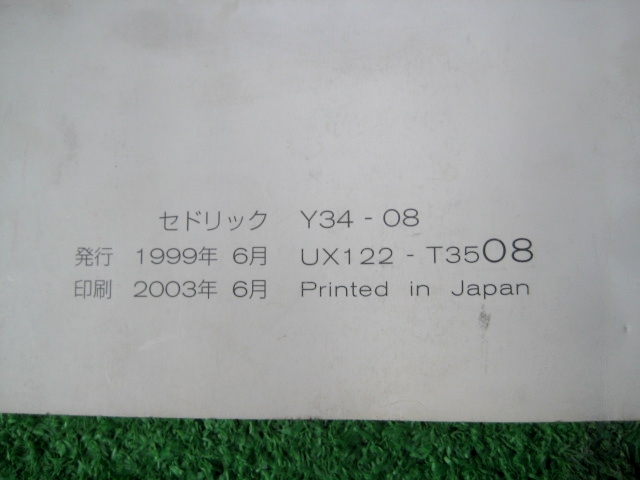 セドリック Y34 - 08
発行 1999年 6月 UX122 - T3508
印刷 2003年 6月 Printed in Japan